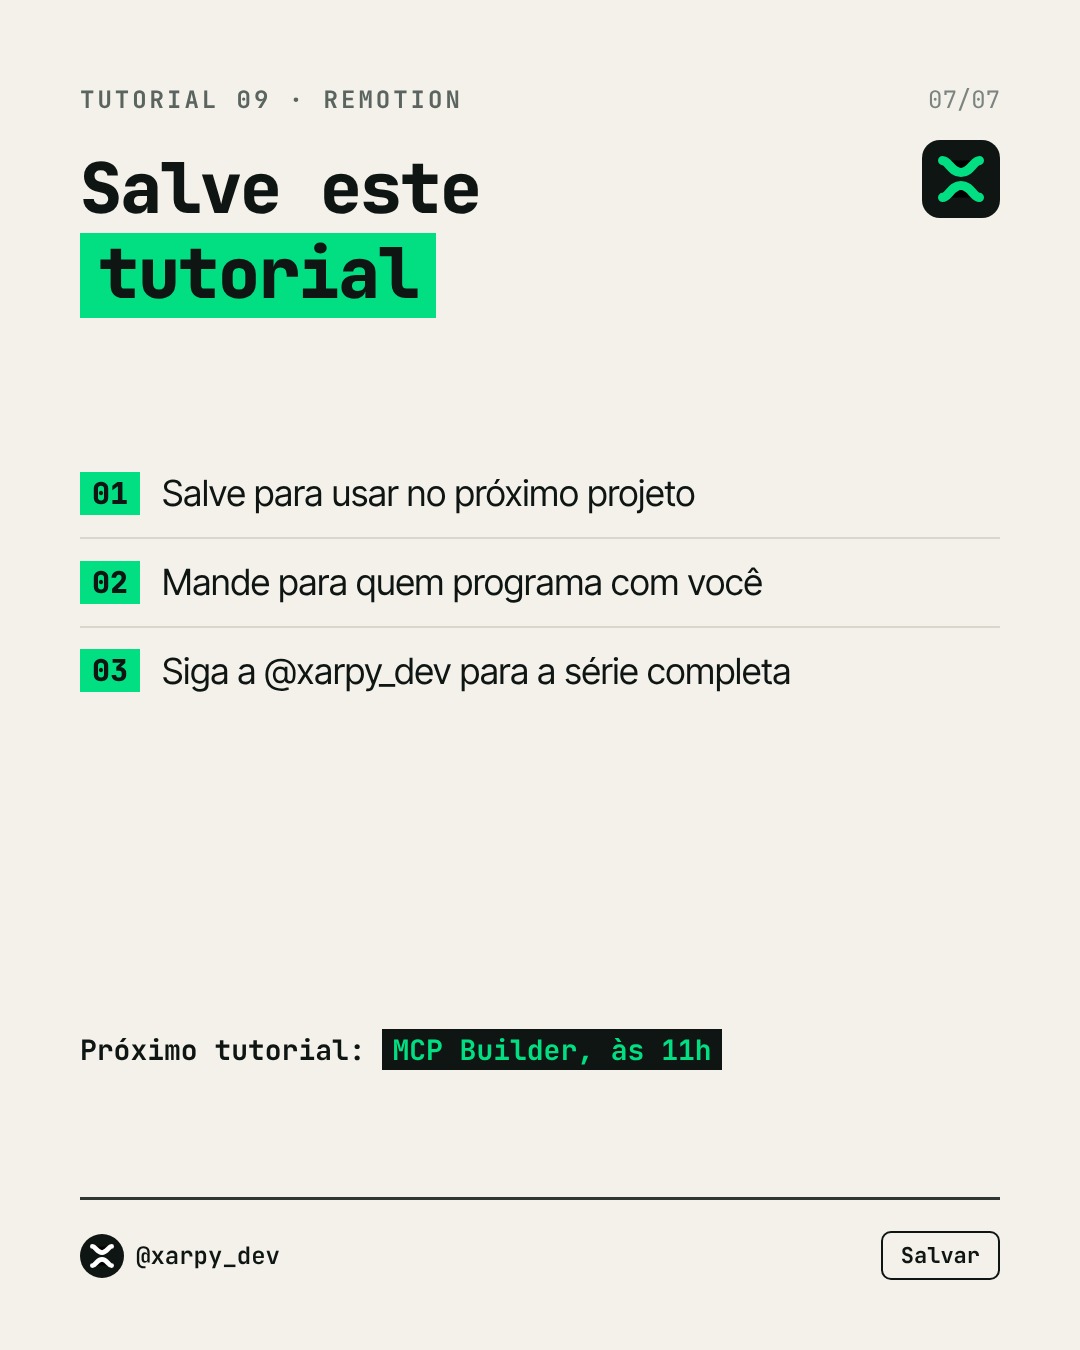 TUTORIAL 09 · REMOTION
07/07
Salve este
tutorial
01 Salve para usar no próximo projeto
02 Mande para quem programa com você
03 Siga a @xarpy_dev para a série completa
Próximo tutorial: MCP Builder, às 11h
@xarpy_dev
Salvar